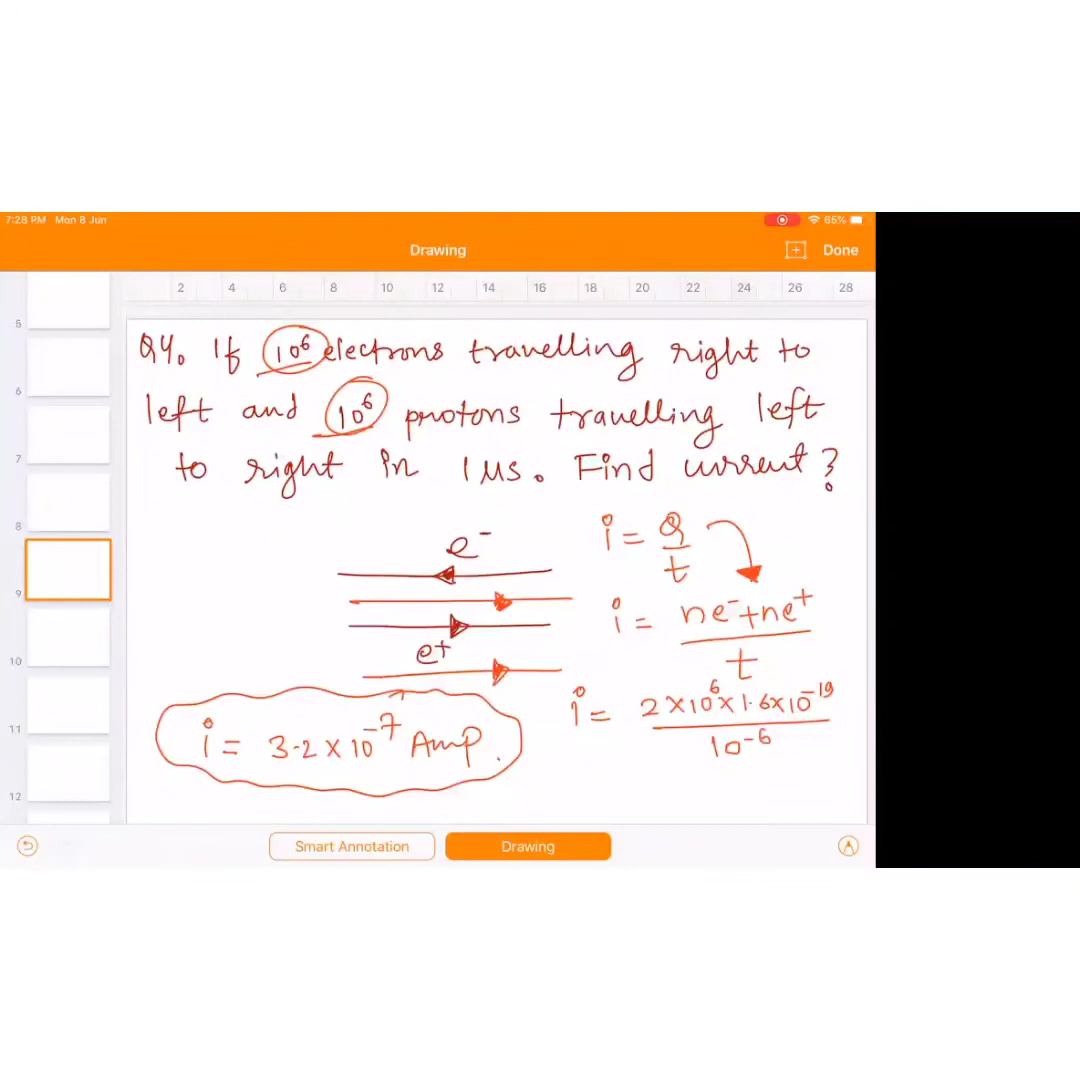 7:28 PM Mon 8 Jun
65%
Drawing
Done
2 4 6 8 10 12 14 16 18 20 22 24 26 28
5
6
7
8
9
10
11
12
Q4. If 10⁶ electrons travelling right to
left and 10⁶ protons travelling left
to right in 1 μs. Find current?
e⁻
e⁺
i = Q/t
i = (ne⁻+ne⁺)/t
i = (2×10⁶×1.6×10⁻¹⁹)/10⁻⁶
i = 3.2 × 10⁻⁷ Amp.
Smart Annotation
Drawing